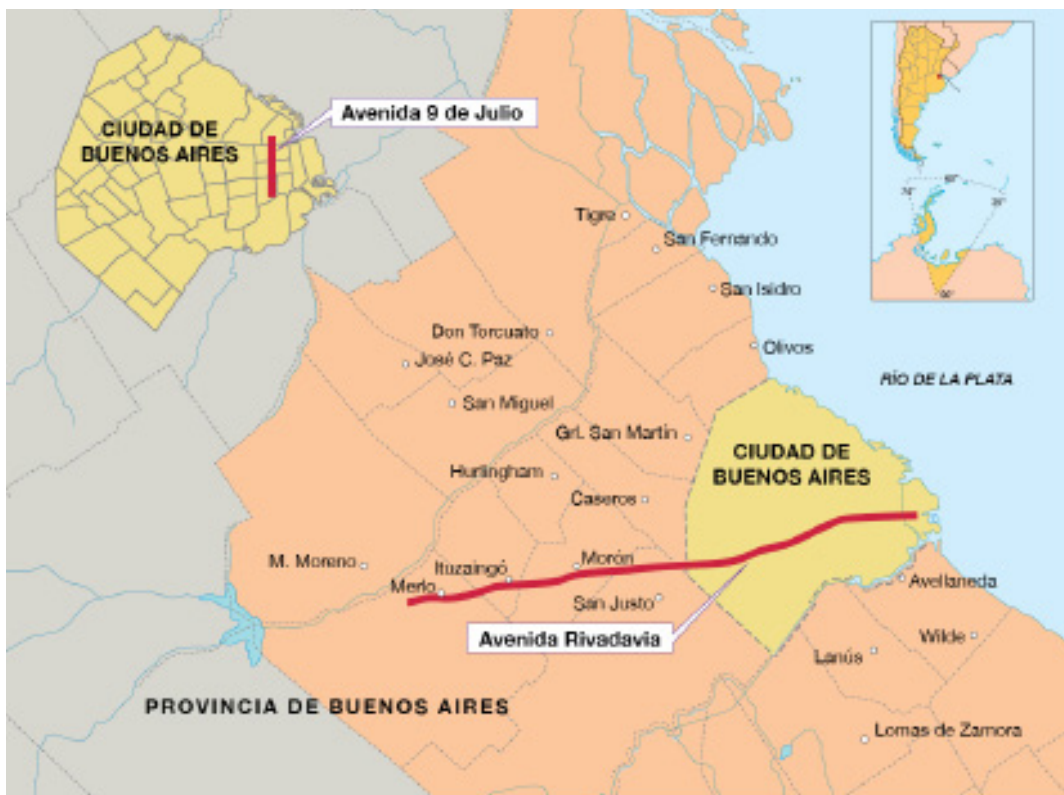 Avenida 9 de Julio
CIUDAD DE
BUENOS AIRES
Tigre
San Fernando
San Isidro
Don Torcuato
Olivos
José C. Paz
RÍO DE LA PLATA
San Miguel
Grl. San Martín
CIUDAD DE
BUENOS AIRES
Hurlingham
Caseros
M. Moreno
Ituzaingó
Morón
Merlo
San Justo
Avellaneda
Avenida Rivadavia
Wilde
Lanús
PROVINCIA DE BUENOS AIRES
Lomas de Zamora